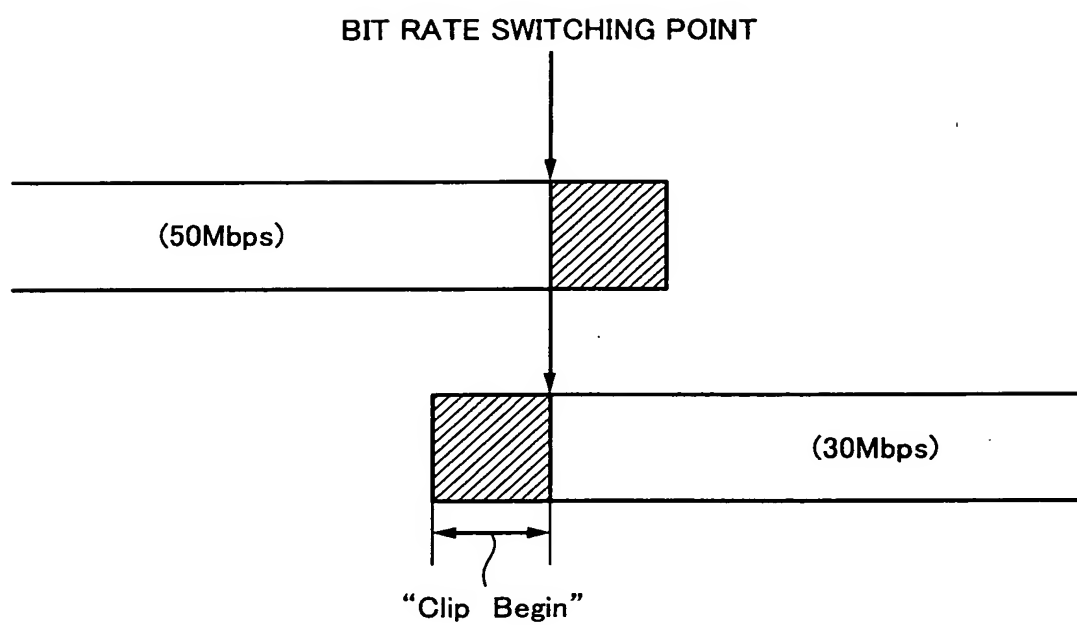 BIT RATE SWITCHING POINT
(50Mbps)
(30Mbps)
“Clip Begin”